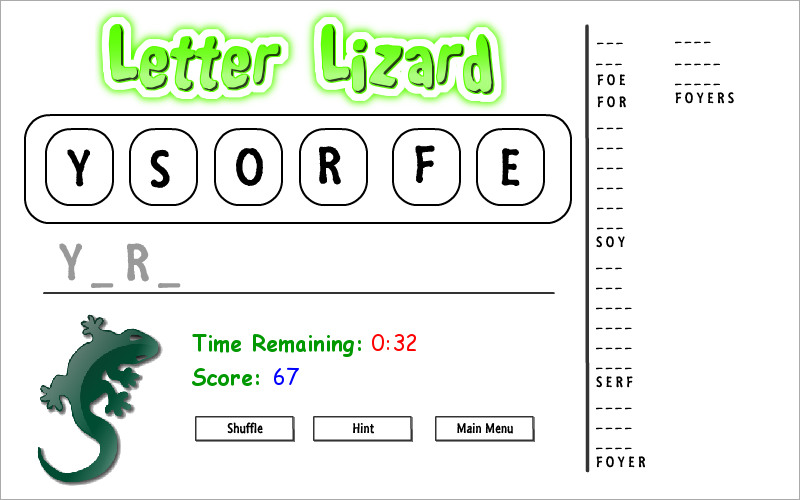 Letter Lizard
Y S O R F E
Y_R_
Time Remaining: 0:32
Score: 67
Shuffle Hint Main Menu
_ _ _
_ _ _
FOE
FOR
_ _ _
_ _ _
_ _ _
_ _ _
_ _ _
_ _ _
SOY
_ _ _
_ _ _
_ _ _ _
_ _ _ _
_ _ _ _
SERF
_ _ _ _
_ _ _ _
_ _ _ _
FOYER
_ _ _ _
_ _ _ _ _
_ _ _ _ _
FOYERS